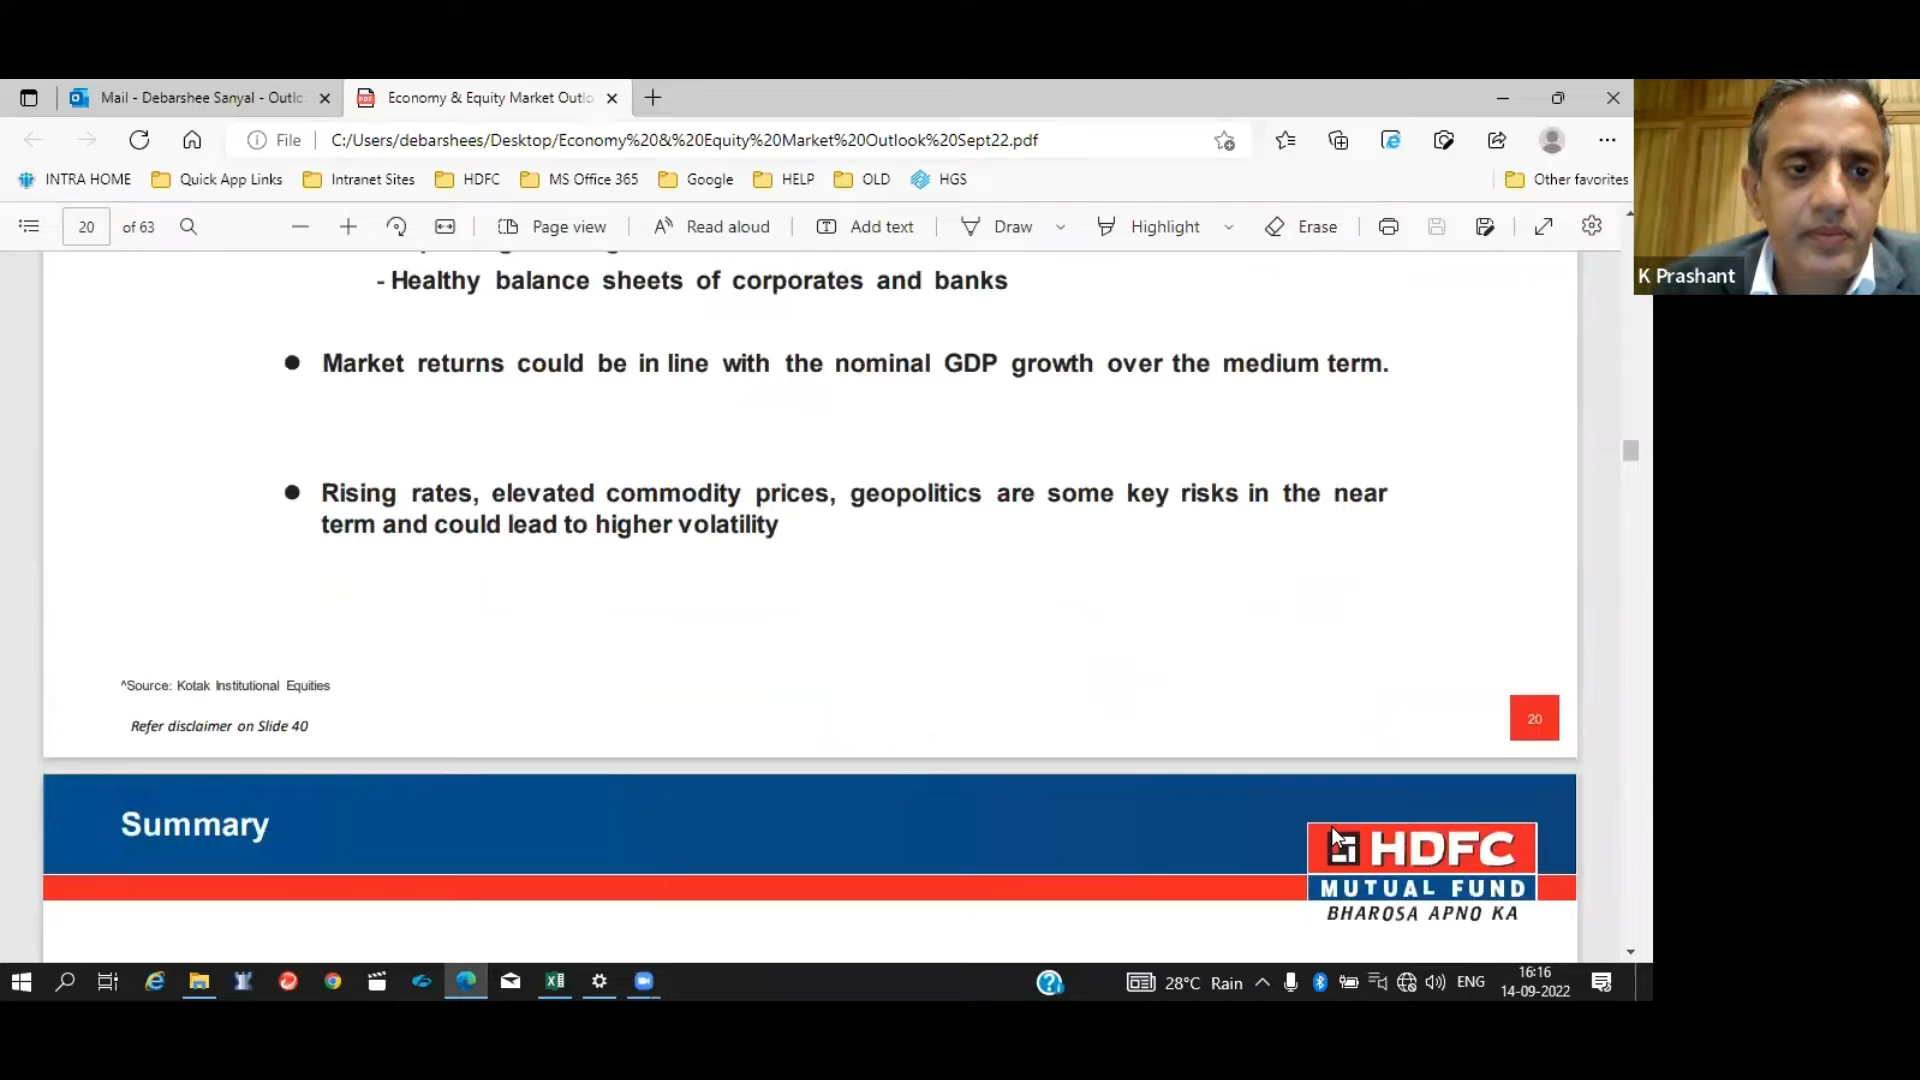 Mail - Debarshee Sanyal - Outlo
Economy & Equity Market Outlo
File
C:/Users/debarshees/Desktop/Economy%20&%20Equity%20Market%20Outlook%20Sept22.pdf
INTRA HOME
Quick App Links
Intranet Sites
HDFC
MS Office 365
Google
HELP
OLD
HGS
Other favorites
20 of 63
Page view
Read aloud
Add text
Draw
Highlight
Erase
K Prashant
- Healthy balance sheets of corporates and banks
● Market returns could be in line with the nominal GDP growth over the medium term.
● Rising rates, elevated commodity prices, geopolitics are some key risks in the near
term and could lead to higher volatility
^Source: Kotak Institutional Equities
Refer disclaimer on Slide 40
20
Summary
HDFC
MUTUAL FUND
BHAROSA APNO KA
28°C Rain
ENG
16:16
14-09-2022